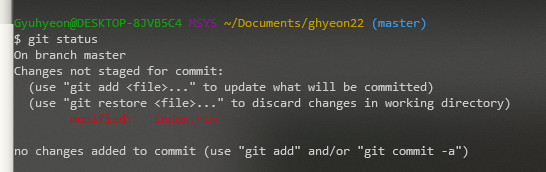 Gyuhyeon@DESKTOP-8JVB5C4 MSYS ~/Documents/ghyeon22 (master)
$ git status
On branch master
Changes not staged for commit:
(use "git add <file>..." to update what will be committed)
(use "git restore <file>..." to discard changes in working directory)
modified:
no changes added to commit (use "git add" and/or "git commit -a")